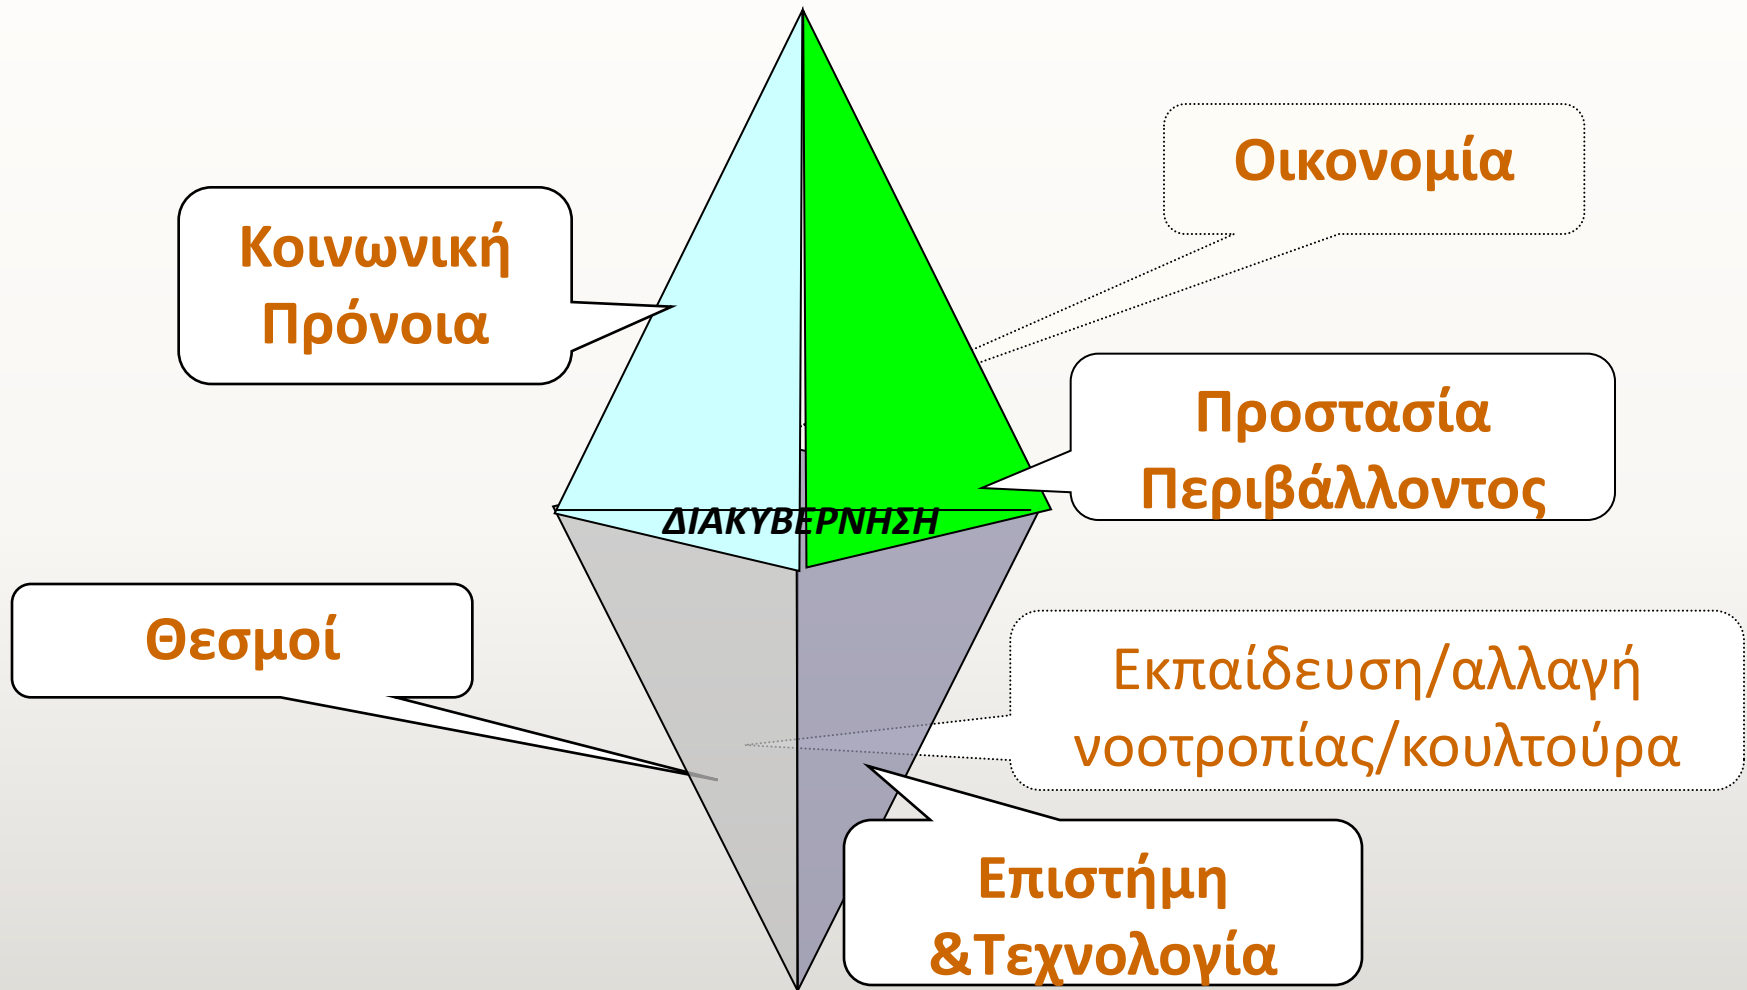 Οικονομία
Κοινωνική
Πρόνοια
Προστασία
Περιβάλλοντος
ΔΙΑΚΥΒΕΡΝΗΣΗ
Θεσμοί
Εκπαίδευση/αλλαγή
νοοτροπίας/κουλτούρα
Επιστήμη
&Τεχνολογία